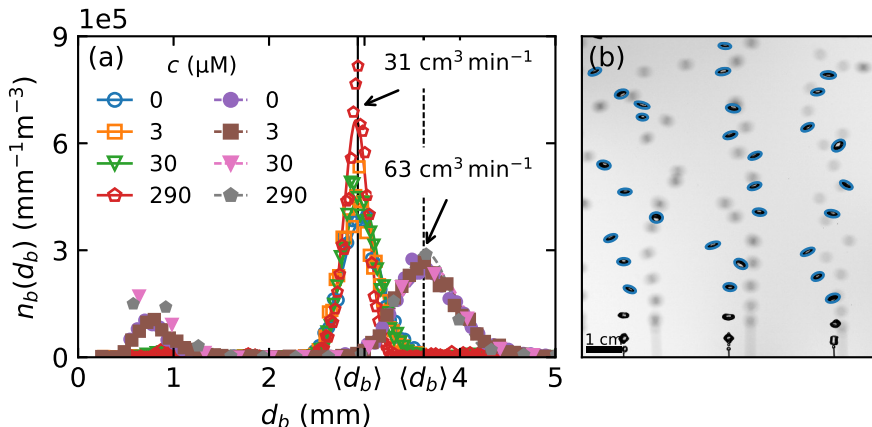 1e5
(a)
c (µM)
0 0
3 3
30 30
290 290
31 cm³ min⁻¹
63 cm³ min⁻¹
9
6
3
0
n_b(d_b) (mm⁻¹m⁻³)
0 1 2 ⟨d_b⟩ ⟨d_b⟩ 4 5
d_b (mm)
(b)
1 cm